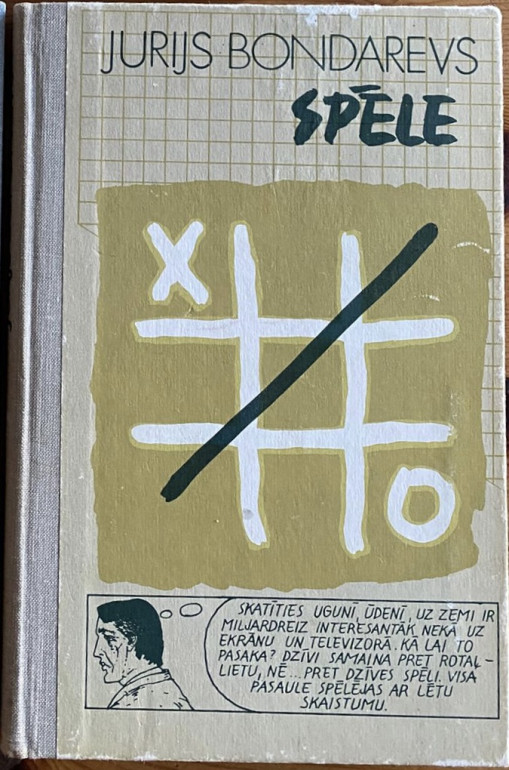 JURIJS BONDAREVS
SPĒLE
X
O
SKATĪTIES UGUNĪ, ŪDENĪ, UZ ZEMI IR
MILJARDREIZ INTERESANTĀK NEKĀ UZ
EKRĀNU UN TELEVIZORĀ. KĀ LAI TO
PASAKA? DZĪVI SAMAINA PRET ROTAĻ-
LIETU, NĒ... PRET DZĪVES SPĒLI. VISA
PASAULE SPĒLĒJAS AR LĒTU
SKAISTUMU.